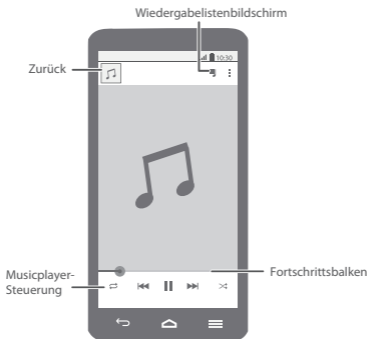 Wiedergabelistenbildschirm
10:30
Zurück
Musicplayer-
Steuerung
Fortschrittsbalken